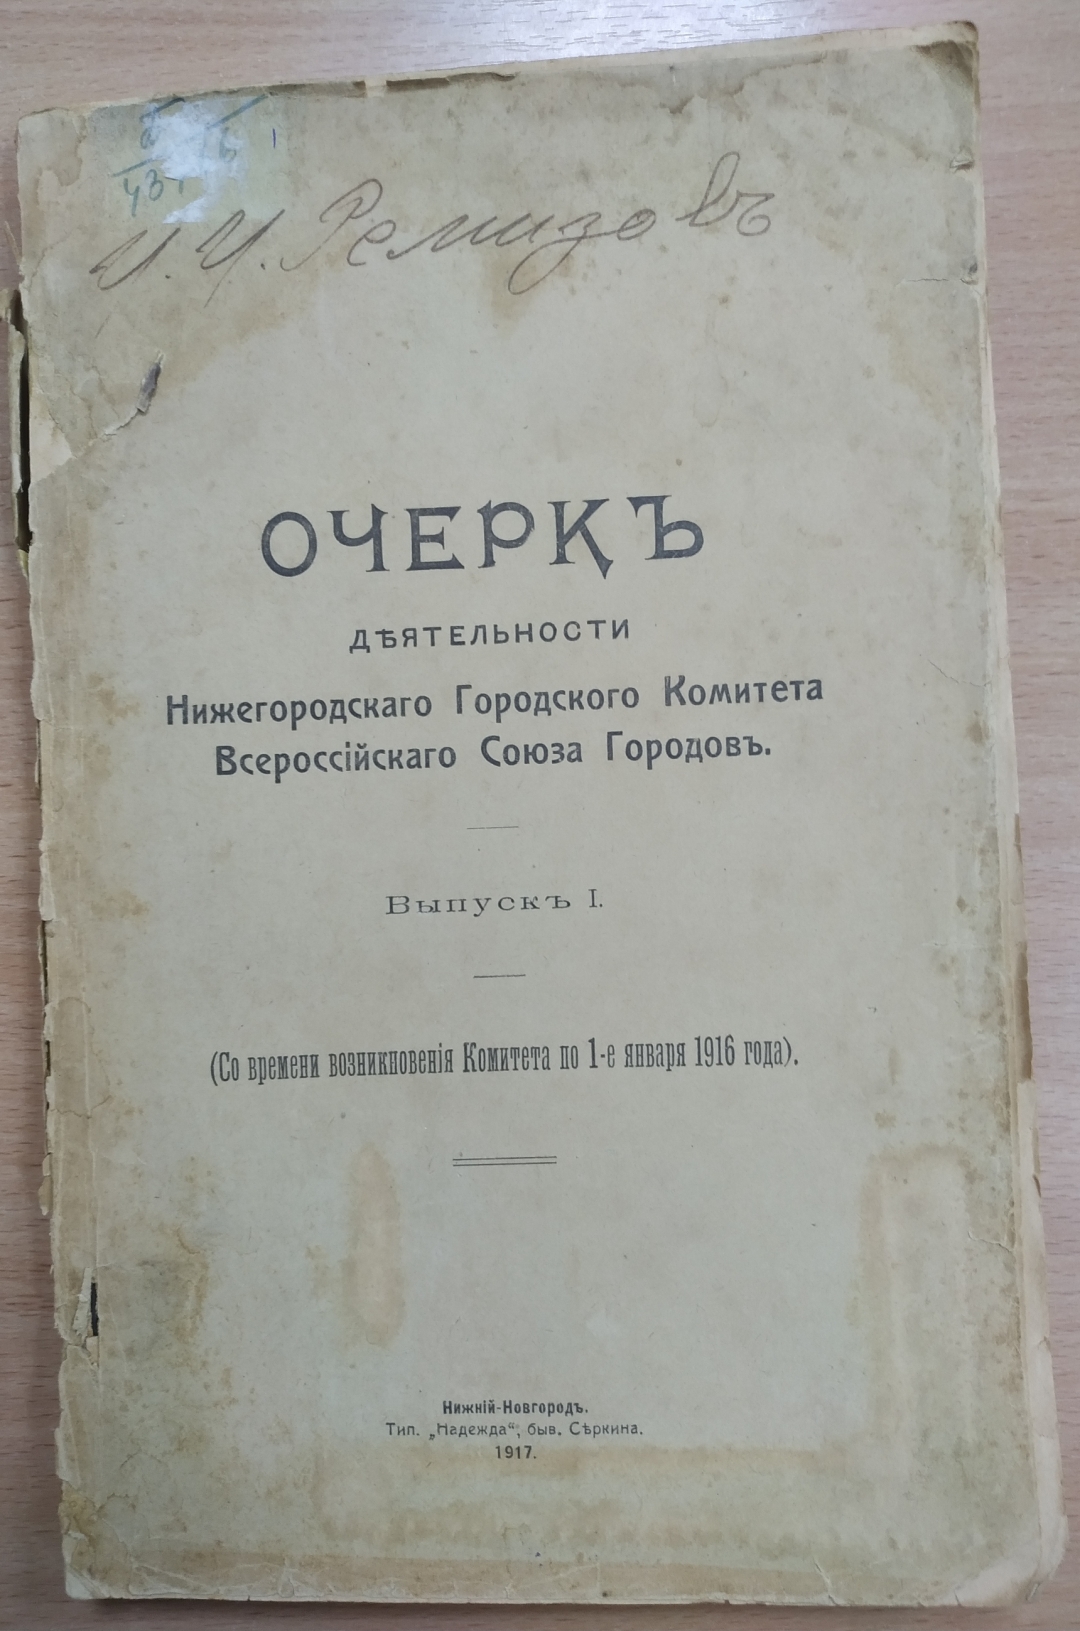 И. И. Ремизовъ
ОЧЕРКЪ
ДѢЯТЕЛЬНОСТИ
Нижегородскаго Городского Комитета
Всероссійскаго Союза Городовъ.
Выпускъ I.
(Со времени возникновенія Комитета по 1-е января 1916 года).
Нижній-Новгородъ.
Тип. „Надежда“, быв. Сѣркина.
1917.